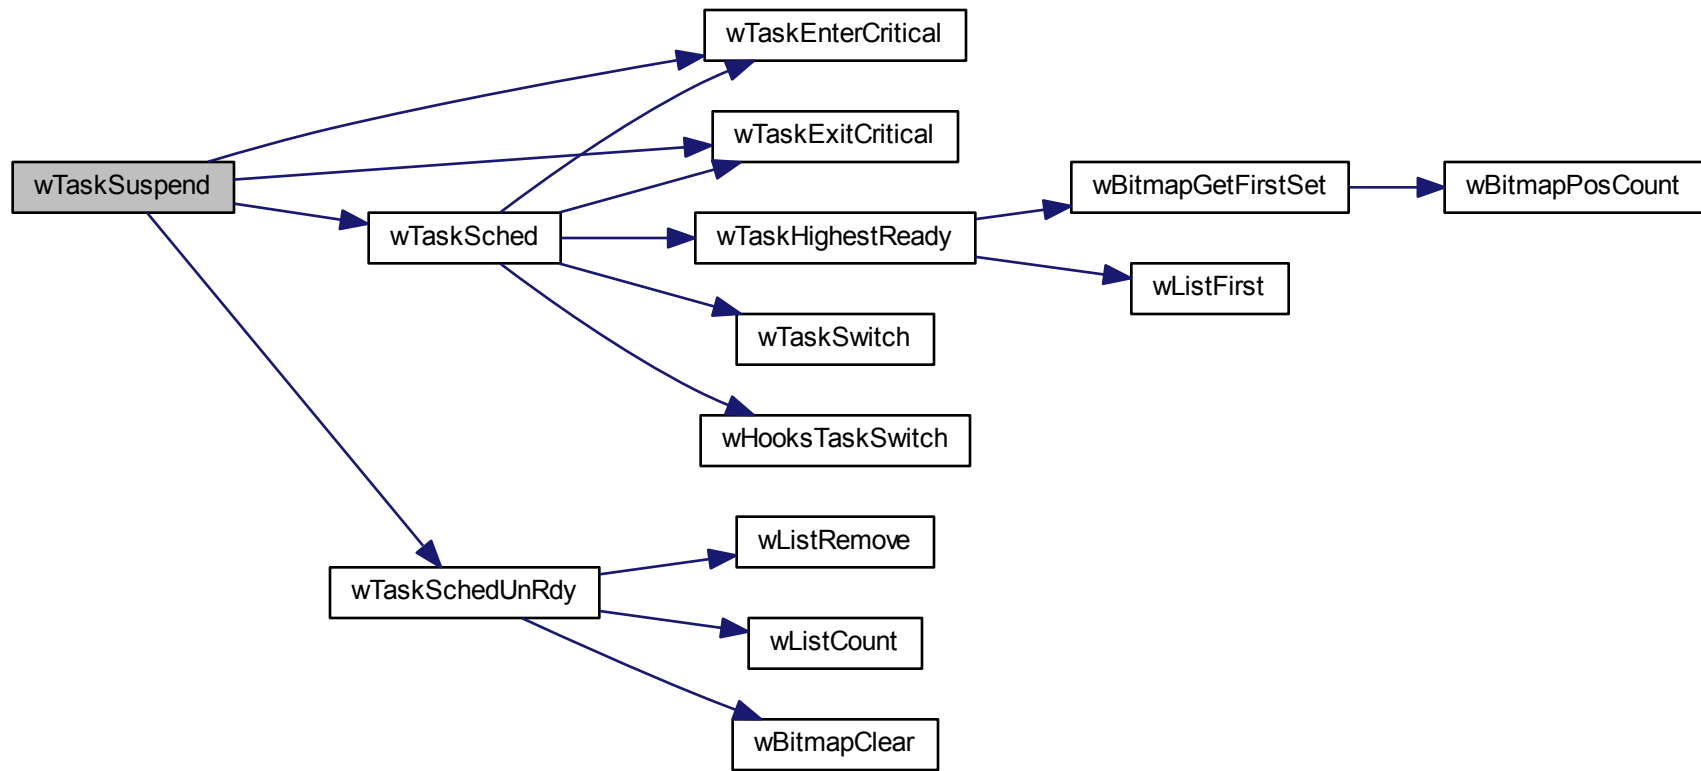 wTaskEnterCritical
wTaskExitCritical
wTaskSuspend
wBitmapGetFirstSet
wBitmapPosCount
wTaskSched
wTaskHighestReady
wListFirst
wTaskSwitch
wHooksTaskSwitch
wListRemove
wTaskSchedUnRdy
wListCount
wBitmapClear